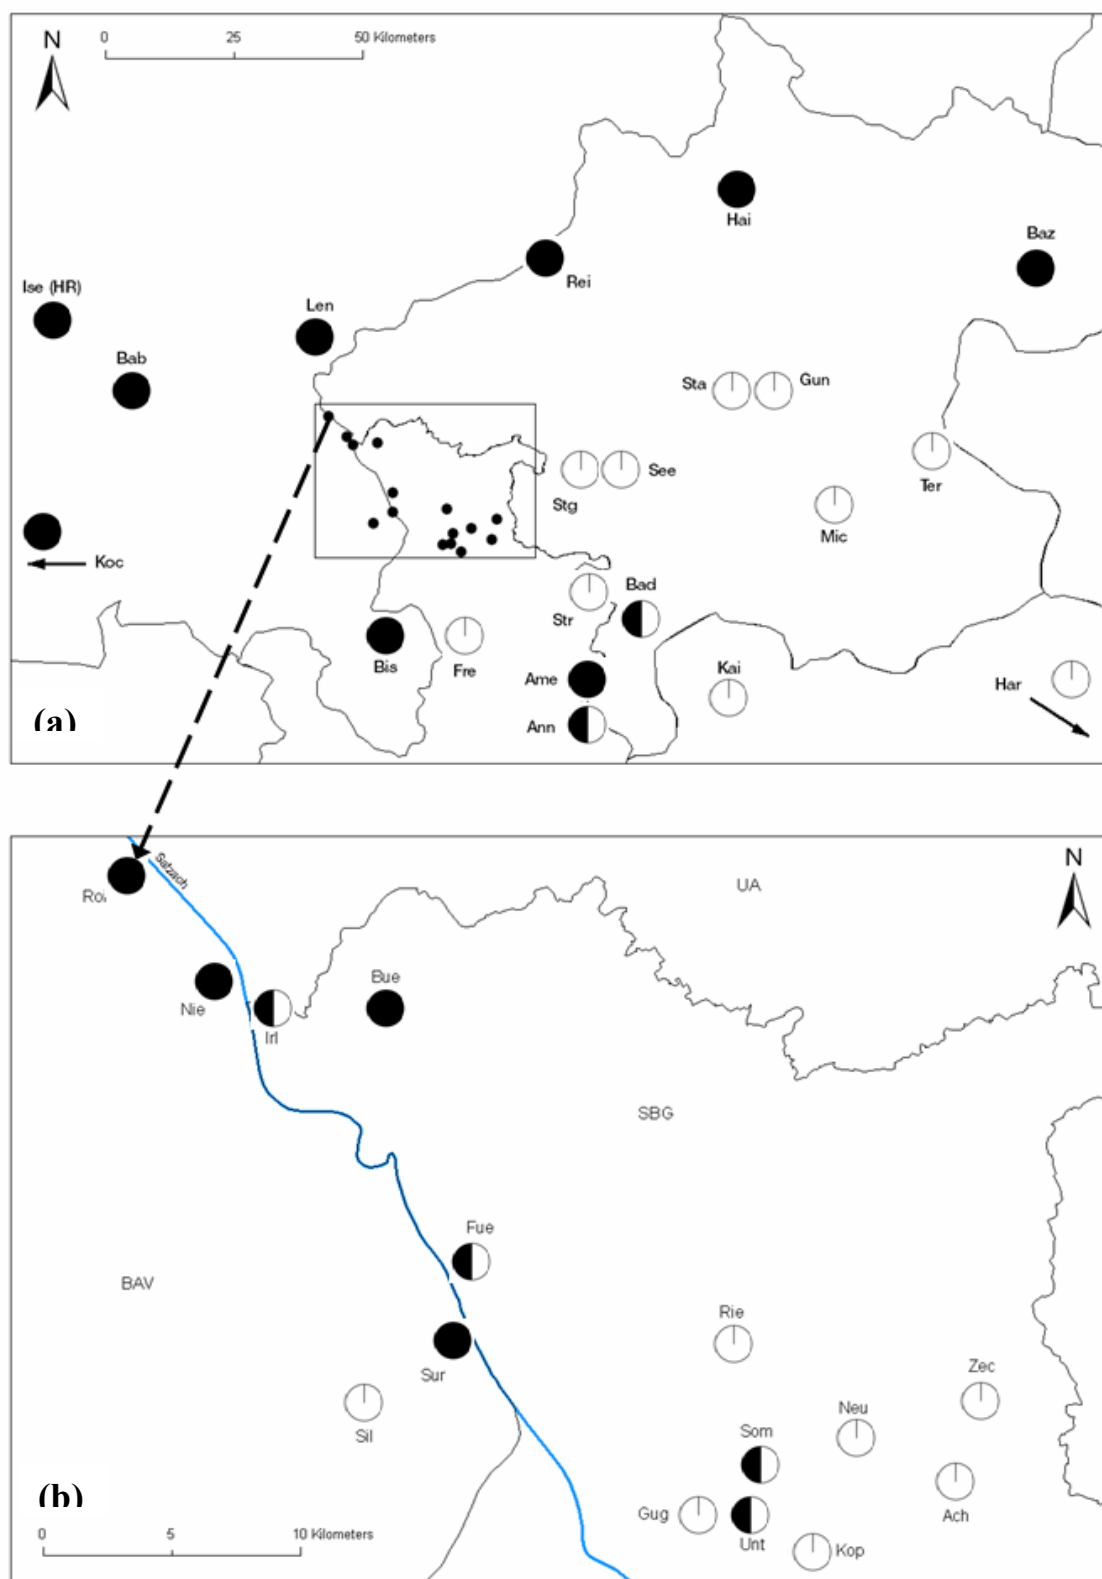 N
0 25 50 Kilometers
Hai
Baz
Rei
Ise (HR)
Len
Bab
Sta Gun
See
Stg
Ter
Mic
Koc
Bad
Str
Bis
Fre
Ame
Kai
Har
Ann
(a)
Salzach
N
UA
Roi
Nie
Bue
Irl
SBG
Fue
BAV
Rie
Sur
Zec
Neu
Sil
Som
Gug
Ach
Unt
Kop
(b)
0 5 10 Kilometers